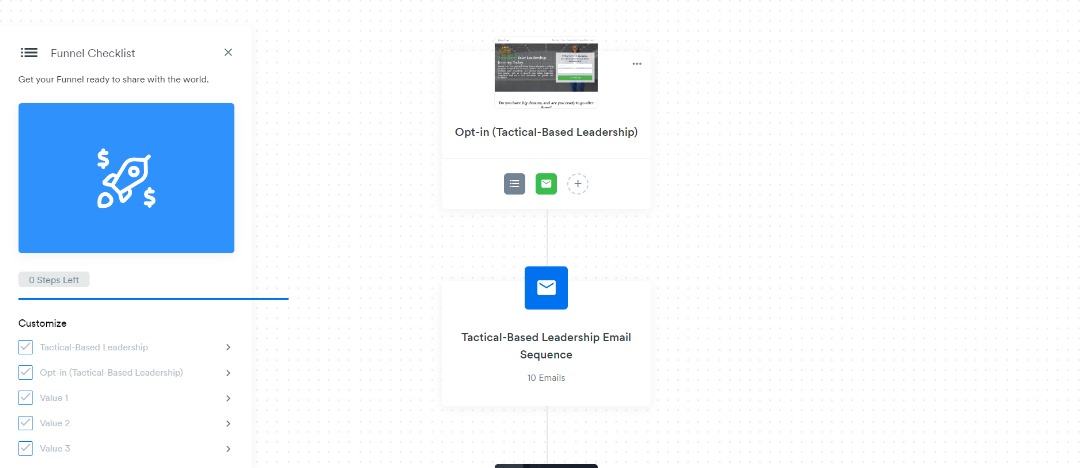 Funnel Checklist
Get your Funnel ready to share with the world.
$
$
0 Steps Left
Customize
Tactical-Based Leadership
Opt-in (Tactical-Based Leadership)
Value 1
Value 2
Value 3
Opt-in (Tactical-Based Leadership)
Tactical-Based Leadership Email
Sequence
10 Emails